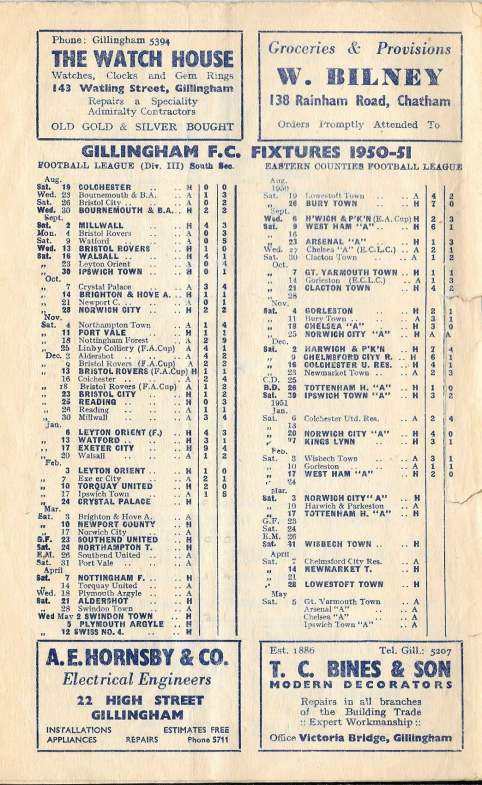 Phone: Gillingham 5394
THE WATCH HOUSE
Watches, Clocks and Gem Rings
143 Watling Street, Gillingham
Repairs a Speciality
Admiralty Contractors
OLD GOLD & SILVER BOUGHT
Groceries & Provisions
W. BILNEY
138 Rainham Road, Chatham
Orders Promptly Attended To
GILLINGHAM F.C. FIXTURES 1950-51
FOOTBALL LEAGUE (Div. III) South Sec.
Aug.
Sat. 19 COLCHESTER .. H 0 0
Wed. 23 Bournemouth & B.A. .. A 1 3
Sat. 26 Bristol City .. A 0 2
Wed. 30 BOURNEMOUTH & B.A. .. H 2 2
Sept.
Sat. 2 MILLWALL .. H 4 3
Mon. 4 Bristol Rovers .. A 0 3
Sat. 9 Watford .. A 0 5
Wed. 13 BRISTOL ROVERS .. H 1 0
Sat. 16 WALSALL .. H 4 1
" 23 Leyton Orient .. A 0 4
" 30 IPSWICH TOWN .. H 0 1
Oct.
" 7 Crystal Palace .. A 3 4
" 14 BRIGHTON & HOVE A. .. H 1 1
" 21 Newport C. .. A 0 1
" 28 NORWICH CITY .. H 2 2
Nov.
Sat. 4 Northampton Town .. A 1 4
" 11 PORT VALE .. H 1 1
" 18 Nottingham Forest .. A 2 9
" 25 Linby Colliery (F.A.Cup) A 4 1
Dec. 2 Aldershot .. A 4 2
" 9 Bristol Rovers (F.A.Cup) A 2 2
" 13 BRISTOL ROVERS (F.A.Cup) H 1 1
" 16 Colchester .. A 2 4
" 18 Bristol Rovers (F.A.Cup) A 1 2
" 23 BRISTOL CITY .. H 1 2
" 25 READING .. H 0 3
" 26 Reading .. A 1 1
" 30 Millwall .. A 3 4
Jan.
" 6 LEYTON ORIENT (F.) .. H 4 3
" 13 WATFORD .. H 3 1
" 17 EXETER CITY .. H 9 4
" 20 Walsall .. A 1 2
Feb.
" 3 LEYTON ORIENT .. H 1 0
" 7 Exeter City .. A 2 1
" 10 TORQUAY UNITED .. H 2 0
" 17 Ipswich Town .. A 1 5
" 24 CRYSTAL PALACE .. H
Mar.
Sat. 3 Brighton & Hove A. .. A
" 10 NEWPORT COUNTY .. H
" 17 Norwich City .. A
G.F. 23 SOUTHEND UNITED .. H
Sat. 24 NORTHAMPTON T. .. H
E.M. 26 Southend United .. A
Sat. 31 Port Vale .. A
April
Sat. 7 NOTTINGHAM F. .. H
" 14 Torquay United .. A
Wed. 18 Plymouth Argyle .. A
Sat. 21 ALDERSHOT .. H
" 28 Swindon Town .. A
Wed May 2 SWINDON TOWN .. H
" 5 PLYMOUTH ARGYLE .. H
" 12 SWISS NO. 4. .. H
EASTERN COUNTIES FOOTBALL LEAGUE
Aug.
1950
Sat. 19 Lowestoft Town .. A 4 2
" 26 BURY TOWN .. H 7 0
Sept.
Wed. 6 H'WICH & P'K'N (E.A.Cup) H 2 3
Sat. 9 WEST HAM "A" .. H 6 1
" 16
" 23 ARSENAL "A" .. H 1 3
Wed. 27 Chelsea "A" (E.C.L.C.) .. A 2 1
Sat. 30 Clacton Town .. A 1 2
Oct.
" 7 GT. YARMOUTH TOWN .. H 1 1
" 14 Gorleston (E.C.L.C.) .. A 1 3
" 21 CLACTON TOWN .. H 4 2
" 28
Nov.
Sat. 4 GORLESTON .. H 2 1
" 11 Bury Town .. A 3 1
" 18 CHELSEA "A" .. H 3 0
" 25 NORWICH CITY "A" .. H A A
Dec.
Sat. 2 HARWICH & P'K'N .. H 7 4
" 9 CHELMSFORD CITY R. .. H 6 1
" 16 COLCHESTER U. RES. .. H 4 1
" 23 Newmarket Town .. A 2 3
C.D. 25
B.D. 26 TOTTENHAM H. "A" .. H 1 0
Sat. 30 IPSWICH TOWN "A" .. H 3 2
1951
Jan.
Sat. 6 Colchester Utd. Res. .. A 2 4
" 13
" 20 NORWICH CITY "A" .. H 4 0
" 27 KINGS LYNN .. H 3 1
Feb.
Sat. 3 Wisbech Town .. A 3 1
" 10 Gorleston .. A 1 1
" 17 WEST HAM "A" .. H 2 0
" 24
Mar.
Sat. 3 NORWICH CITY "A" .. H
" 10 Harwich & Parkeston .. A
" 17 TOTTENHAM H. "A" .. H
G.F. 23
Sat. 24
E.M. 26
Sat. 31 WISBECH TOWN .. H
April
Sat. 7 Chelmsford City Res. .. A
" 14 NEWMARKET T. .. H
" 21
" 28 LOWESTOFT TOWN .. H
May
Sat. 5 Gt. Yarmouth Town .. A
Arsenal "A" .. A
Chelsea "A" .. A
Ipswich Town "A" .. A
A. E. HORNSBY & CO.
Electrical Engineers
22 HIGH STREET
GILLINGHAM
INSTALLATIONS ESTIMATES FREE
APPLIANCES REPAIRS Phone 5711
Est. 1886 Tel. Gill.: 5207
T. C. BINES & SON
MODERN DECORATORS
Repairs in all branches
of the Building Trade
:: Expert Workmanship ::
Office Victoria Bridge, Gillingham